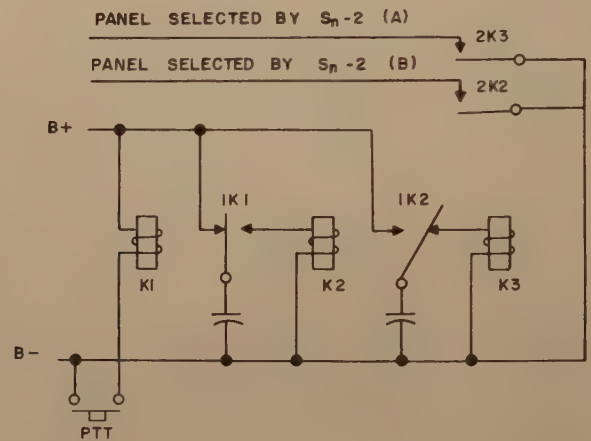 PANEL SELECTED BY Sn-2 (A)
2K3
PANEL SELECTED BY Sn-2 (B)
2K2
B+
1K1
1K2
K1
K2
K3
B-
PTT